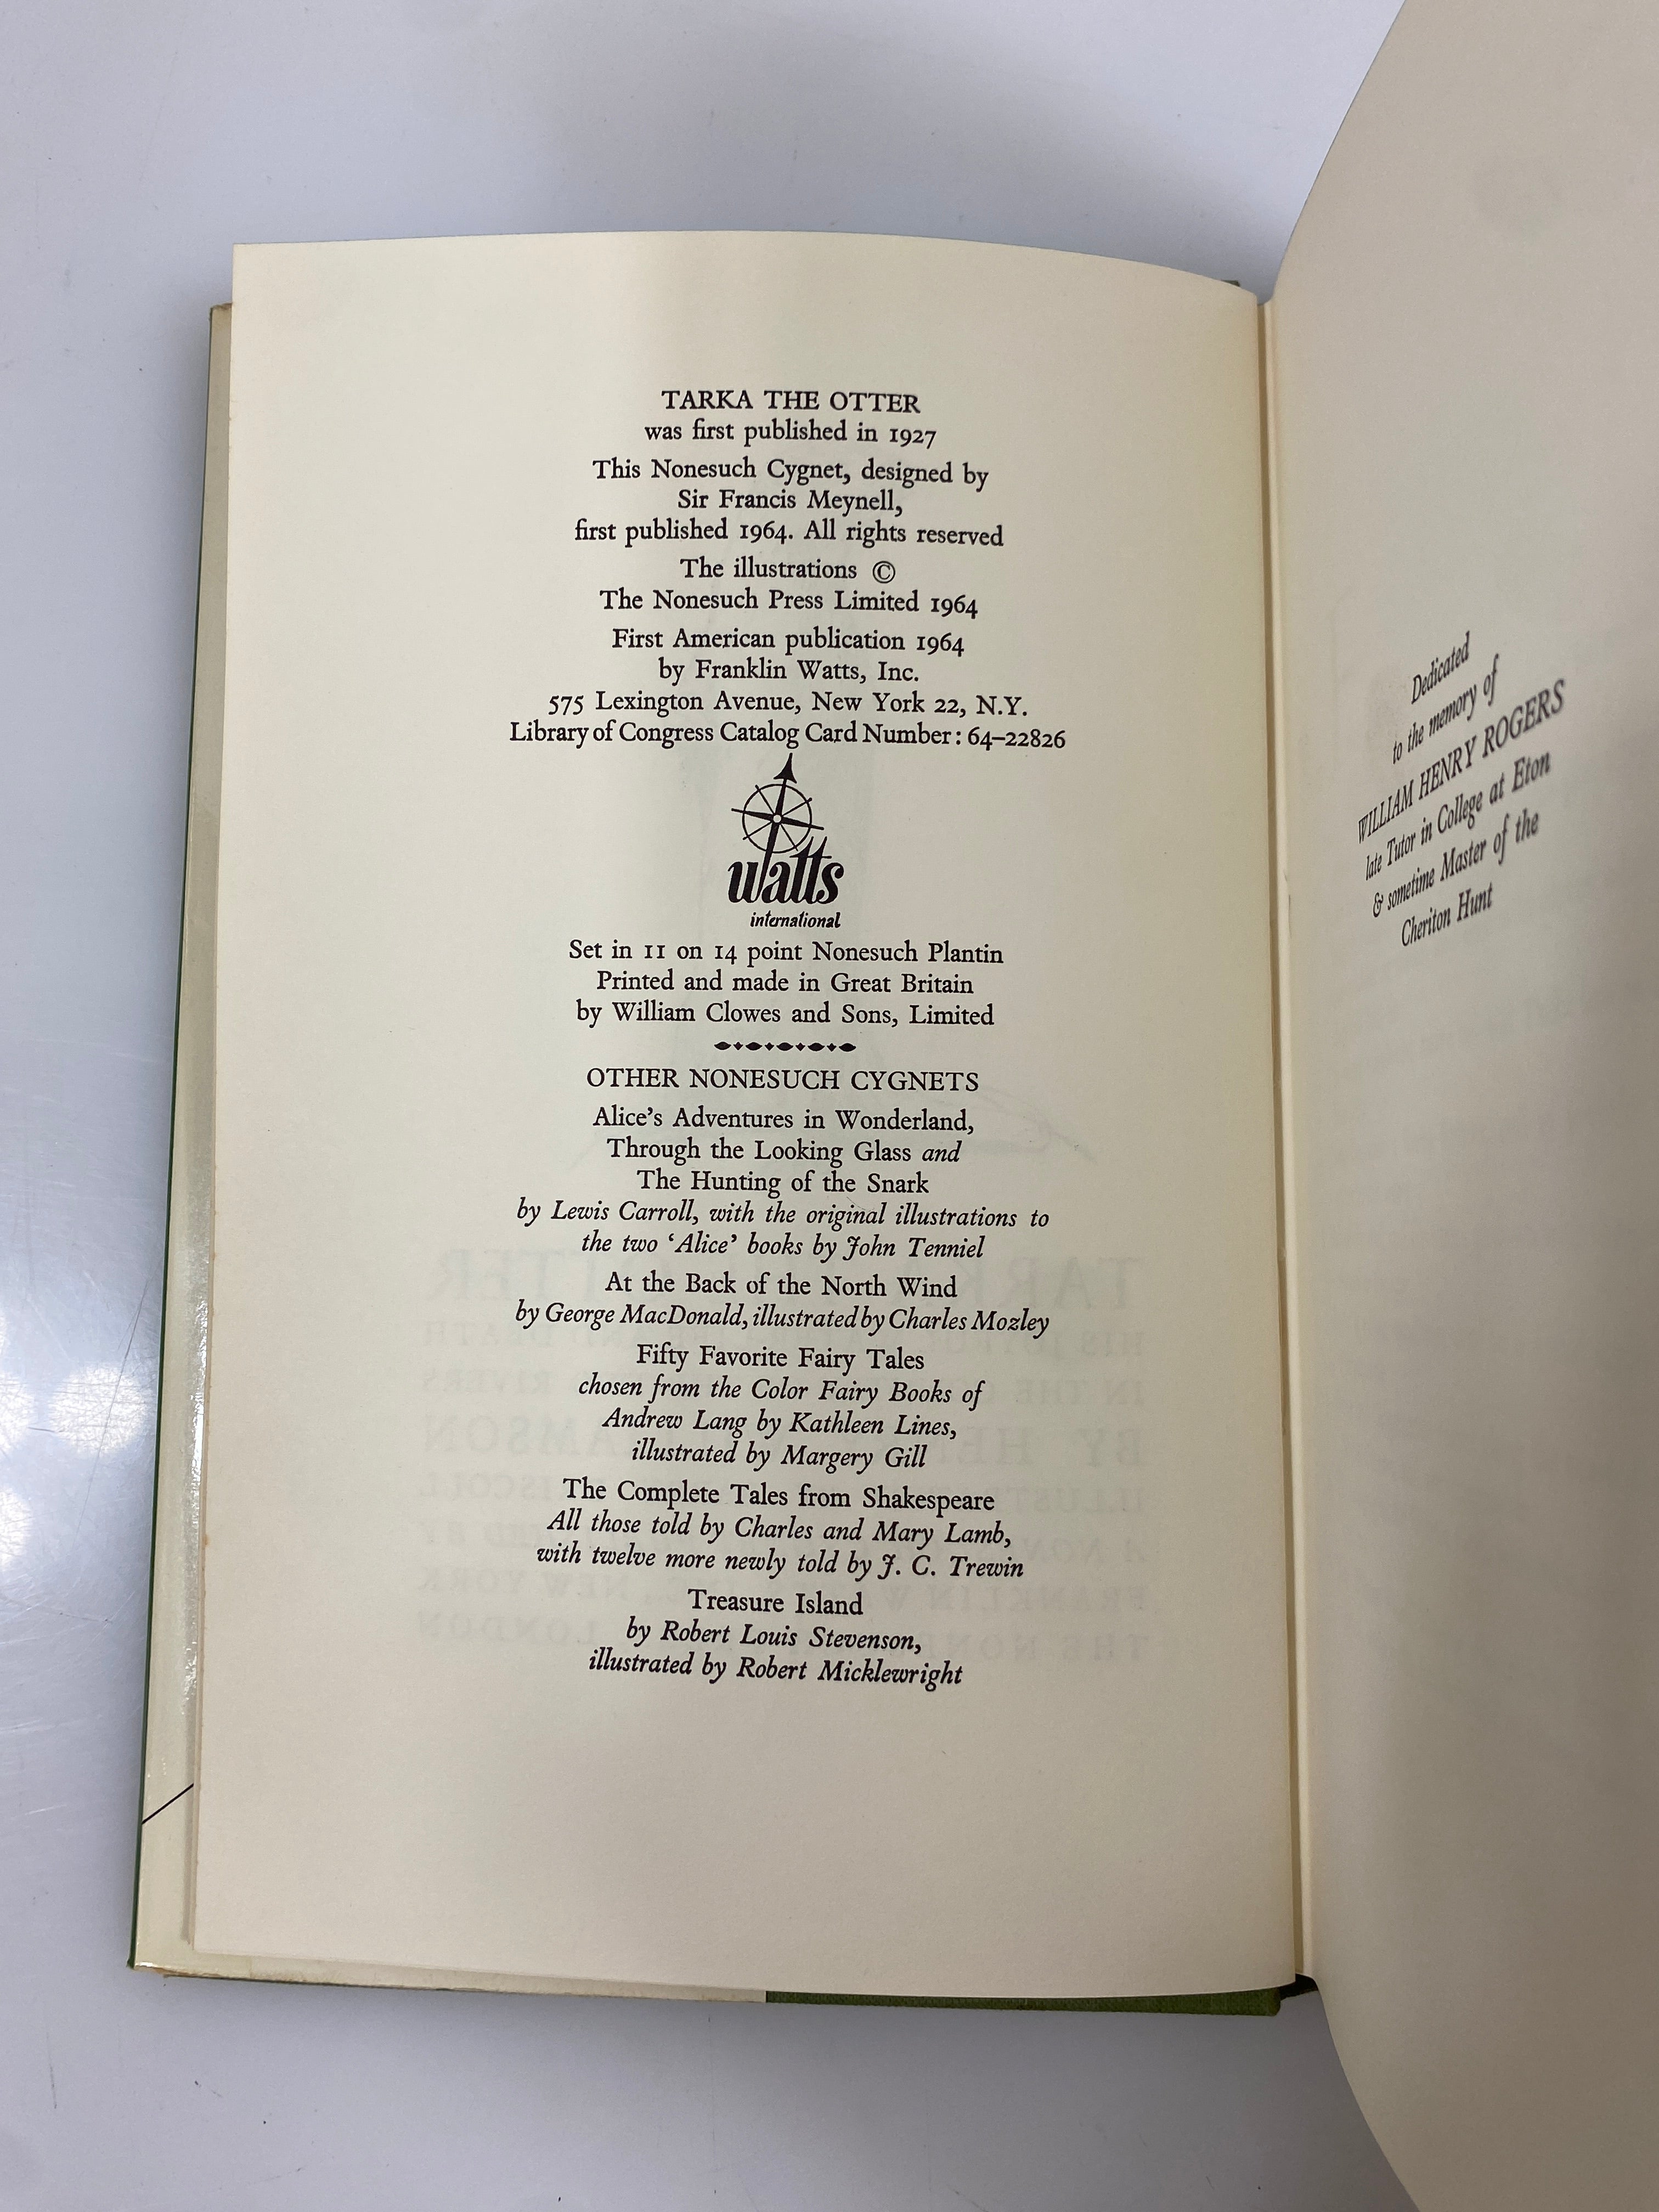 TARKA THE OTTER
was first published in 1927
This Nonesuch Cygnet, designed by
Sir Francis Meynell,
first published 1964. All rights reserved
The illustrations ©
The Nonesuch Press Limited 1964
First American publication 1964
by Franklin Watts, Inc.
575 Lexington Avenue, New York 22, N.Y.
Library of Congress Catalog Card Number: 64–22826
watts
international
Set in 11 on 14 point Nonesuch Plantin
Printed and made in Great Britain
by William Clowes and Sons, Limited
OTHER NONESUCH CYGNETS
Alice's Adventures in Wonderland,
Through the Looking Glass and
The Hunting of the Snark
by Lewis Carroll, with the original illustrations to
the two ‘Alice’ books by John Tenniel
At the Back of the North Wind
by George MacDonald, illustrated by Charles Mozley
Fifty Favorite Fairy Tales
chosen from the Color Fairy Books of
Andrew Lang by Kathleen Lines,
illustrated by Margery Gill
The Complete Tales from Shakespeare
All those told by Charles and Mary Lamb,
with twelve more newly told by J. C. Trewin
Treasure Island
by Robert Louis Stevenson,
illustrated by Robert Micklewright
Dedicated
to the memory of
WILLIAM HENRY ROGERS
late Tutor in College at Eton
& sometime Master of the
Cheriton Hunt